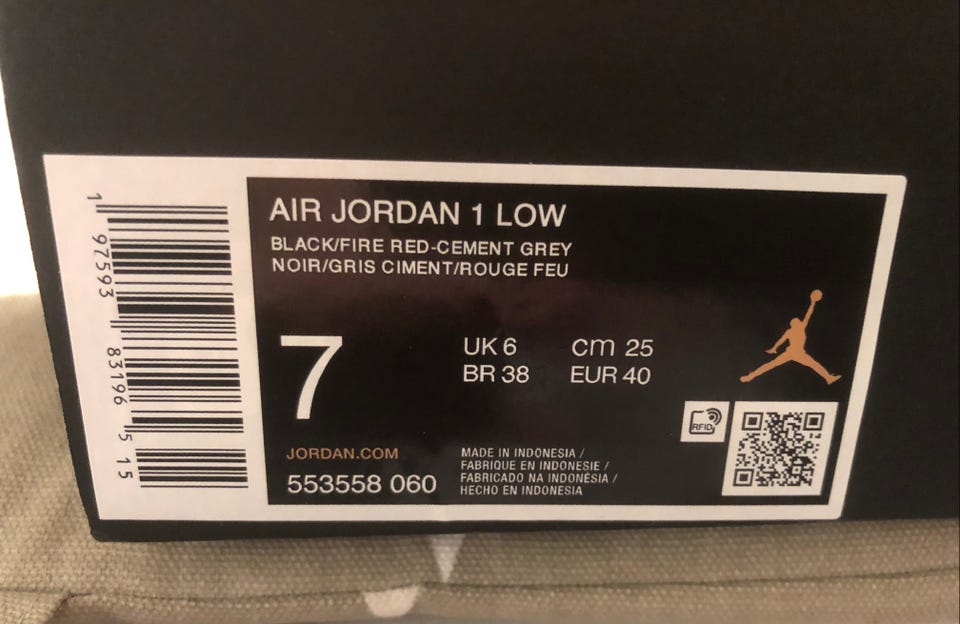 AIR JORDAN 1 LOW
BLACK/FIRE RED-CEMENT GREY
NOIR/GRIS CIMENT/ROUGE FEU
7
UK 6 cm 25
BR 38 EUR 40
RFID
JORDAN.COM
553558 060
MADE IN INDONESIA /
FABRIQUE EN INDONESIE /
FABRICADO NA INDONÉSIA /
HECHO EN INDONESIA
1 97593 83196 5 15